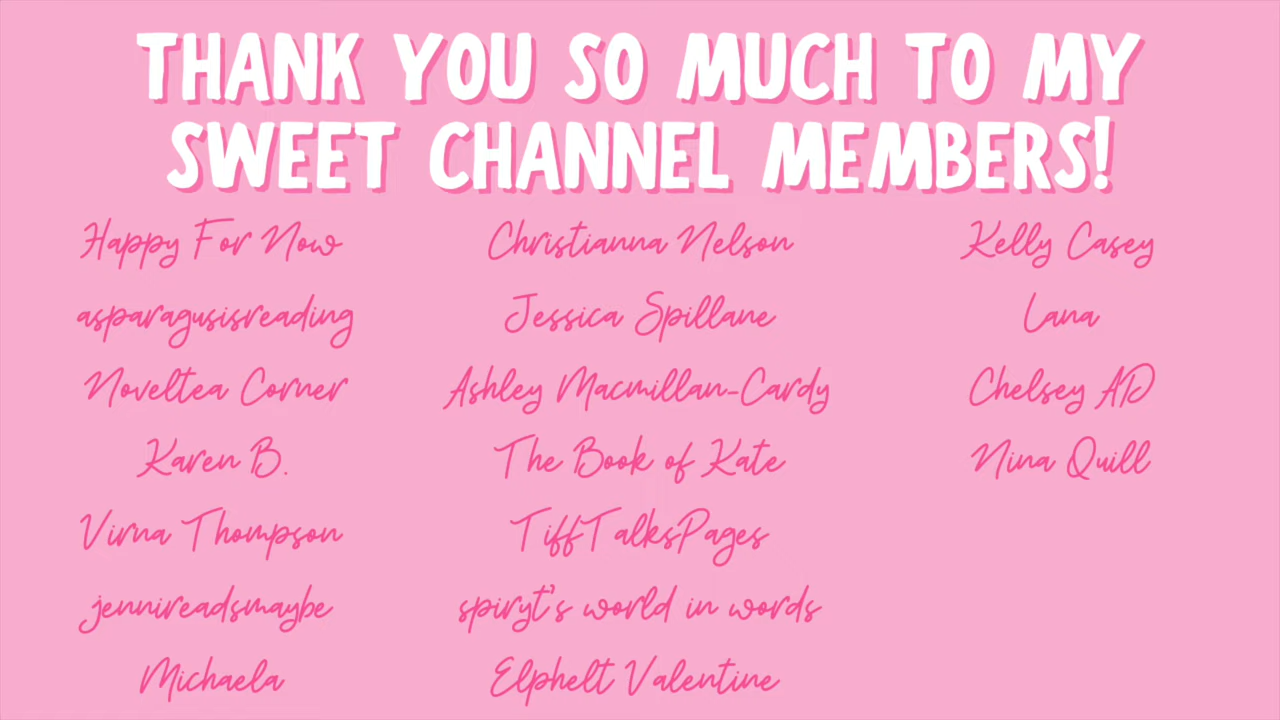 THANK YOU SO MUCH TO MY
SWEET CHANNEL MEMBERS!
Happy For Now
asparagusisreading
Noveltea Corner
Karen B.
Virna Thompson
jennireadsmaybe
Michaela
Christianna Nelson
Jessica Spillane
Ashley Macmillan-Cardy
The Book of Kate
TiffTalksPages
spiryt's world in words
Elphelt Valentine
Kelly Casey
Lana
Chelsey AD
Nina Quill